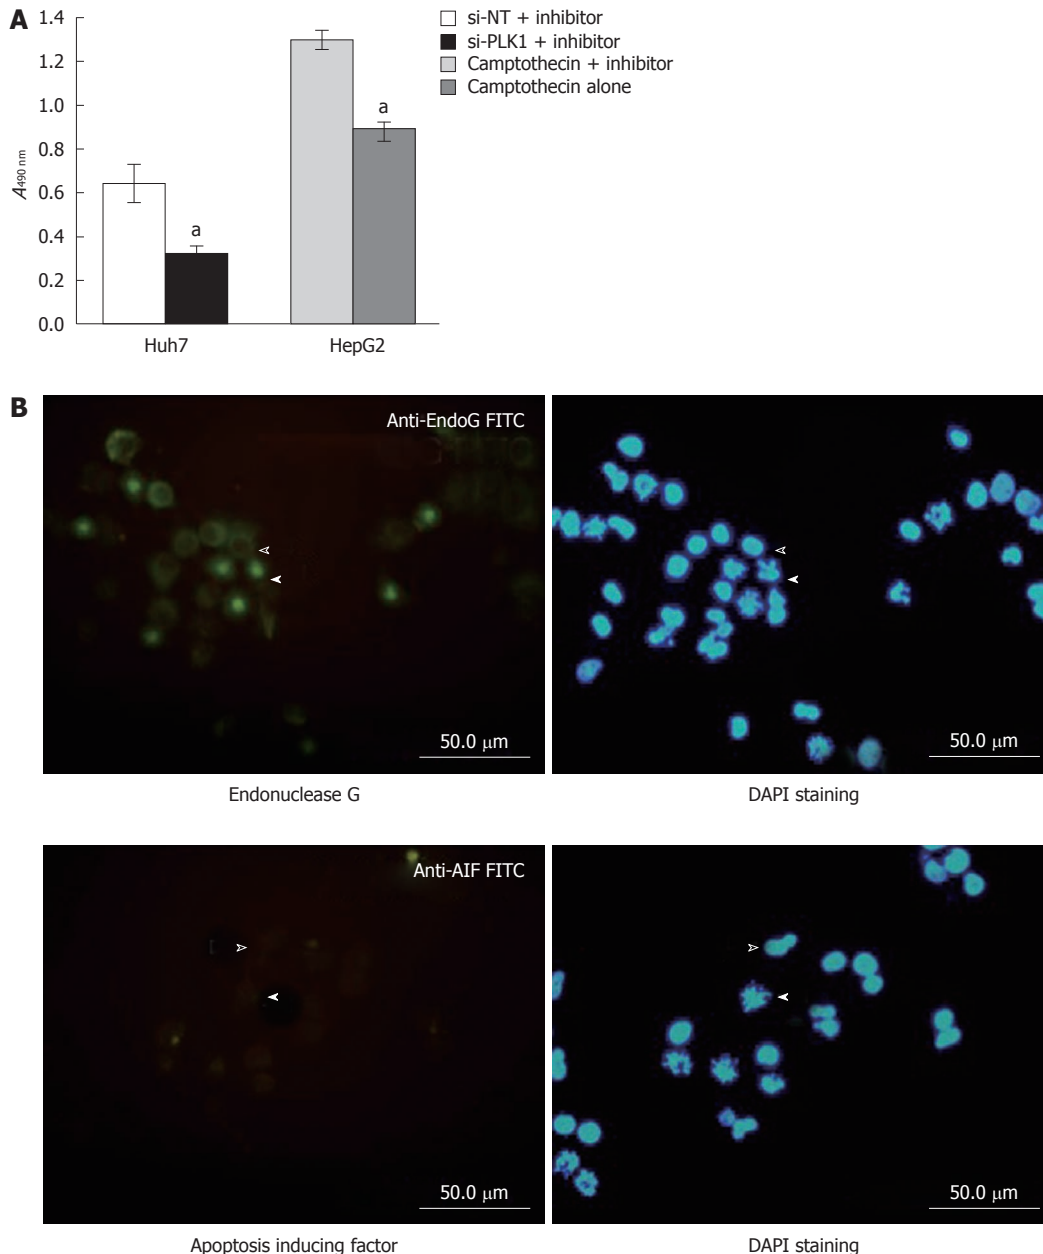 A
1.4
1.2
1.0
0.8
0.6
0.4
0.2
0.0
A490 nm
a
a
Huh7
HepG2
si-NT + inhibitor
si-PLK1 + inhibitor
Camptothecin + inhibitor
Camptothecin alone
B
Anti-EndoG FITC
50.0 μm
50.0 μm
Endonuclease G
DAPI staining
Anti-AIF FITC
50.0 μm
50.0 μm
Apoptosis inducing factor
DAPI staining